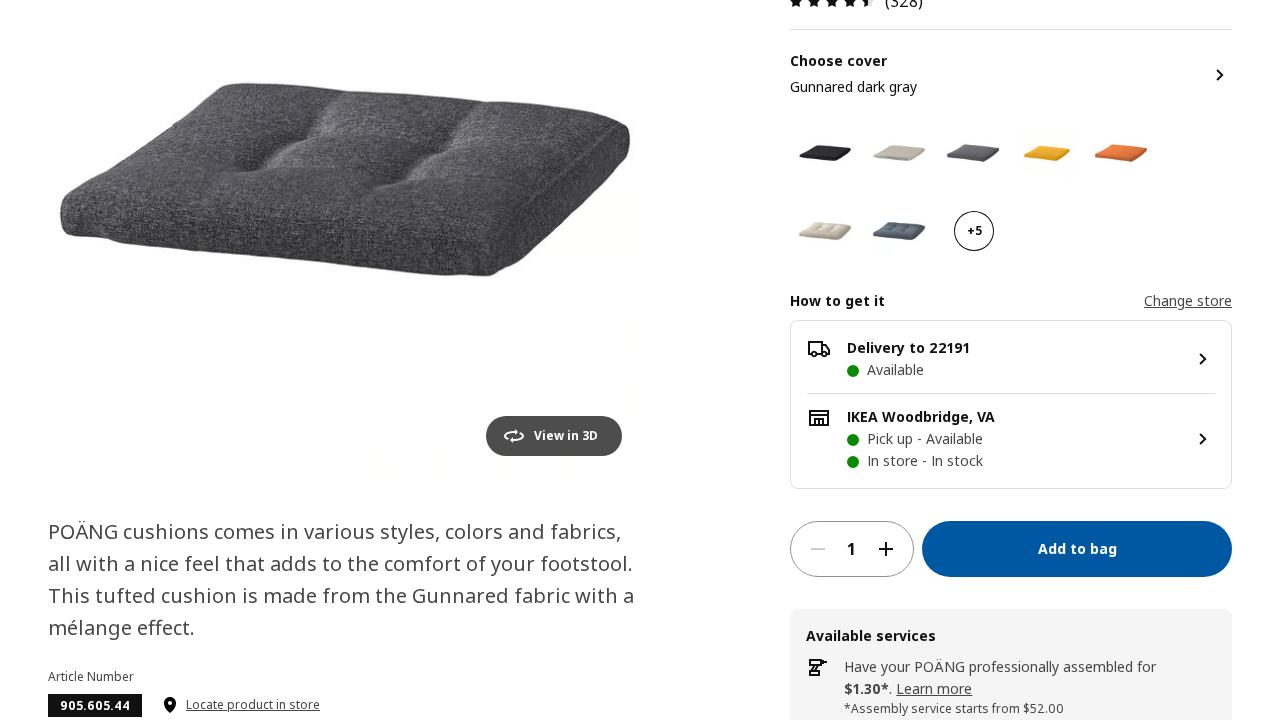 (328)
Choose cover
Gunnared dark gray
+5
How to get it
Change store
Delivery to 22191
Available
IKEA Woodbridge, VA
Pick up - Available
In store - In stock
View in 3D
1
Add to bag
POÄNG cushions comes in various styles, colors and fabrics,
all with a nice feel that adds to the comfort of your footstool.
This tufted cushion is made from the Gunnared fabric with a
mélange effect.
Article Number
905.605.44
Locate product in store
Available services
Have your POÄNG professionally assembled for
$1.30*. Learn more
*Assembly service starts from $52.00